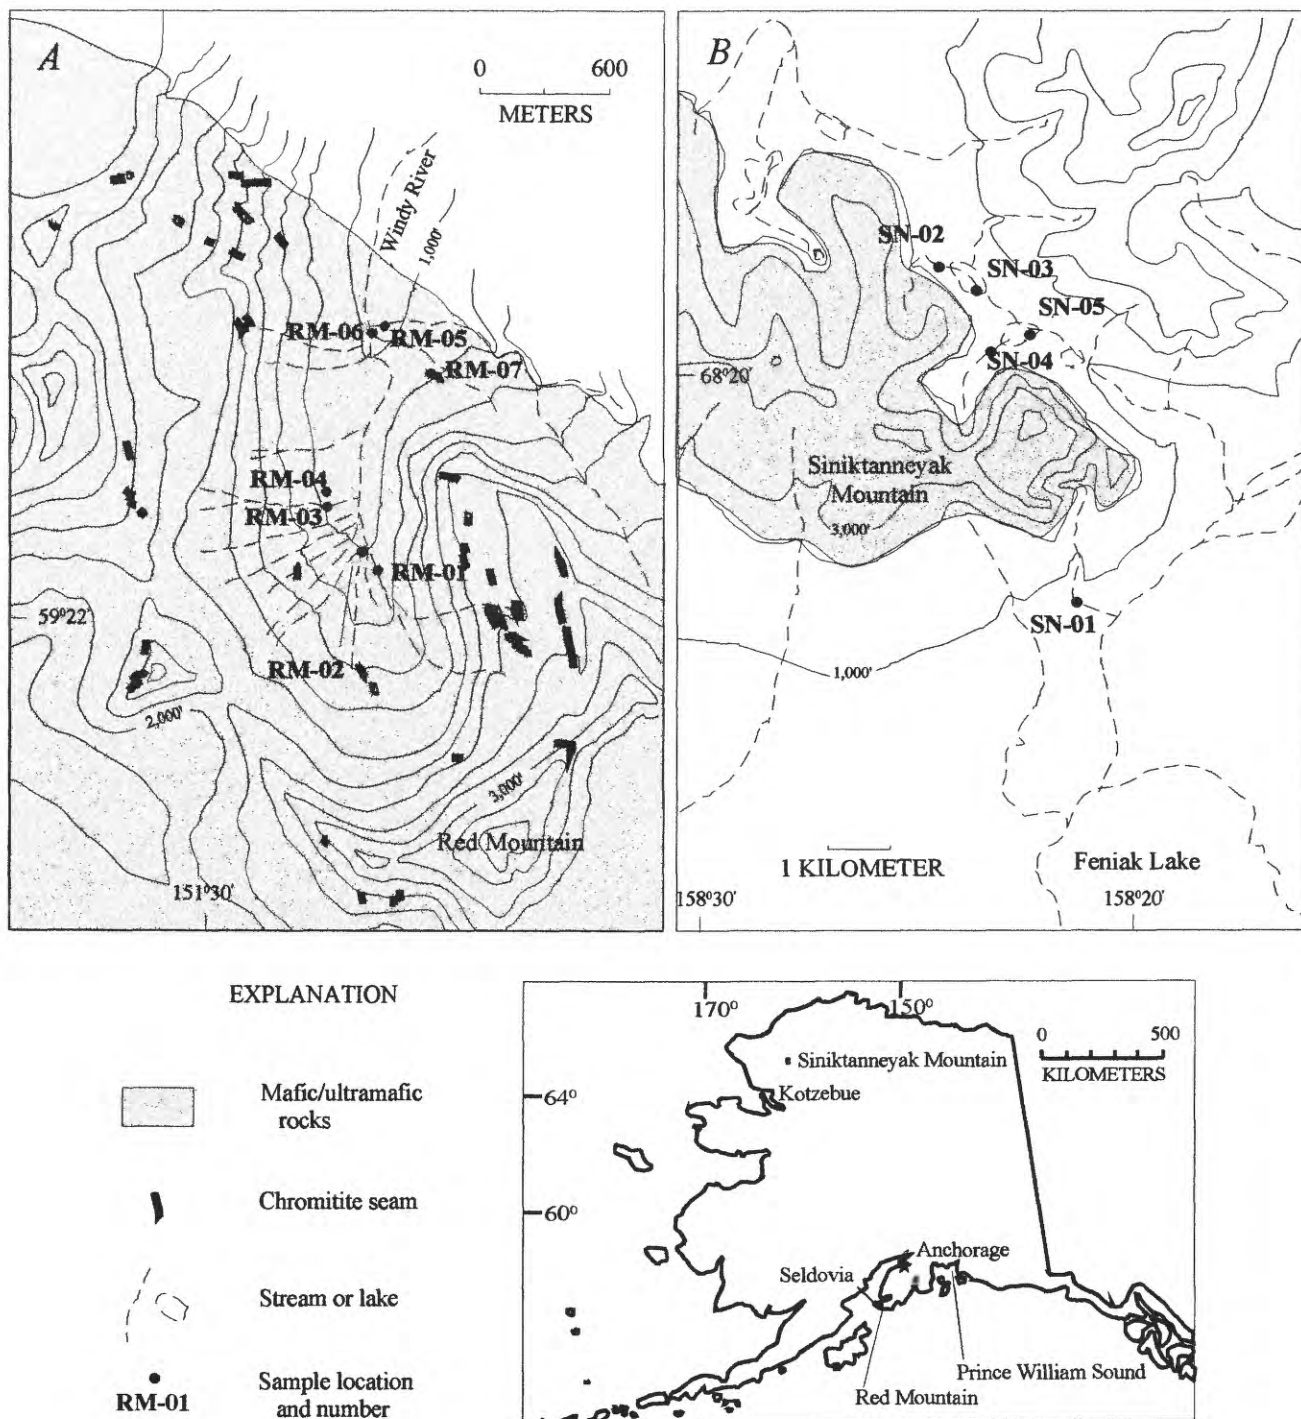 A
0 600
METERS
Windy River
1,000'
RM-06
RM-05
RM-07
RM-04
RM-03
RM-01
59°22'
RM-02
2,000'
3,000'
Red Mountain
151°30'
B
SN-02
SN-03
SN-05
SN-04
68°20'
Siniktanneyak
Mountain
3,000'
SN-01
1,000'
1 KILOMETER
Feniak Lake
158°30'
158°20'
EXPLANATION
Mafic/ultramafic
rocks
Chromitite seam
Stream or lake
RM-01
Sample location
and number
170°
150°
0 500
KILOMETERS
Siniktanneyak Mountain
Kotzebue
64°
60°
Anchorage
Seldovia
Prince William Sound
Red Mountain